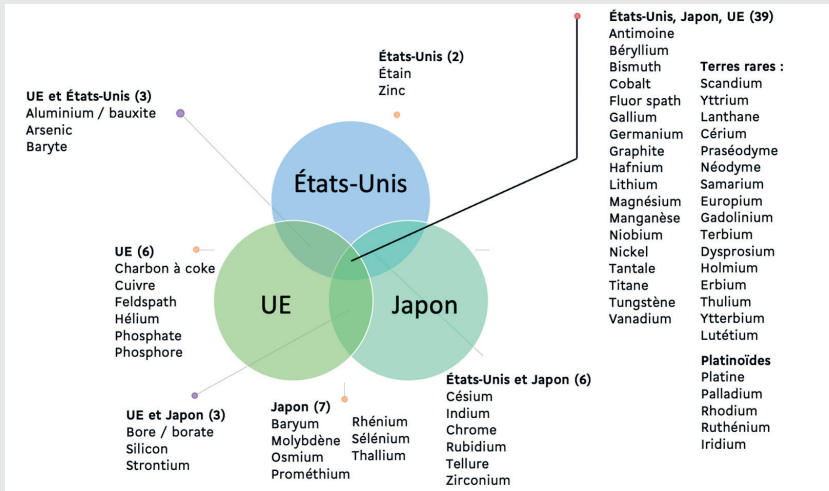 États-Unis, Japon, UE (39)
Antimoine
Béryllium
Bismuth
Cobalt
Fluor spath
Gallium
Germanium
Graphite
Hafnium
Lithium
Magnésium
Manganèse
Niobium
Nickel
Tantale
Titane
Tungstène
Vanadium
Terres rares :
Scandium
Yttrium
Lanthane
Cérium
Praséodyme
Néodyme
Samarium
Europium
Gadolinium
Terbium
Dysprosium
Holmium
Erbium
Thulium
Ytterbium
Lutétium
Platinoïdes
Platine
Palladium
Rhodium
Ruthénium
Iridium
États-Unis (2)
Étain
Zinc
UE et États-Unis (3)
Aluminium / bauxite
Arsenic
Baryte
États-Unis
UE
Japon
UE (6)
Charbon à coke
Cuivre
Feldspath
Hélium
Phosphate
Phosphore
UE et Japon (3)
Bore / borate
Silicon
Strontium
Japon (7)
Baryum
Molybdène
Osmium
Prométhium
Rhénium
Sélénium
Thallium
États-Unis et Japon (6)
Césium
Indium
Chrome
Rubidium
Tellure
Zirconium